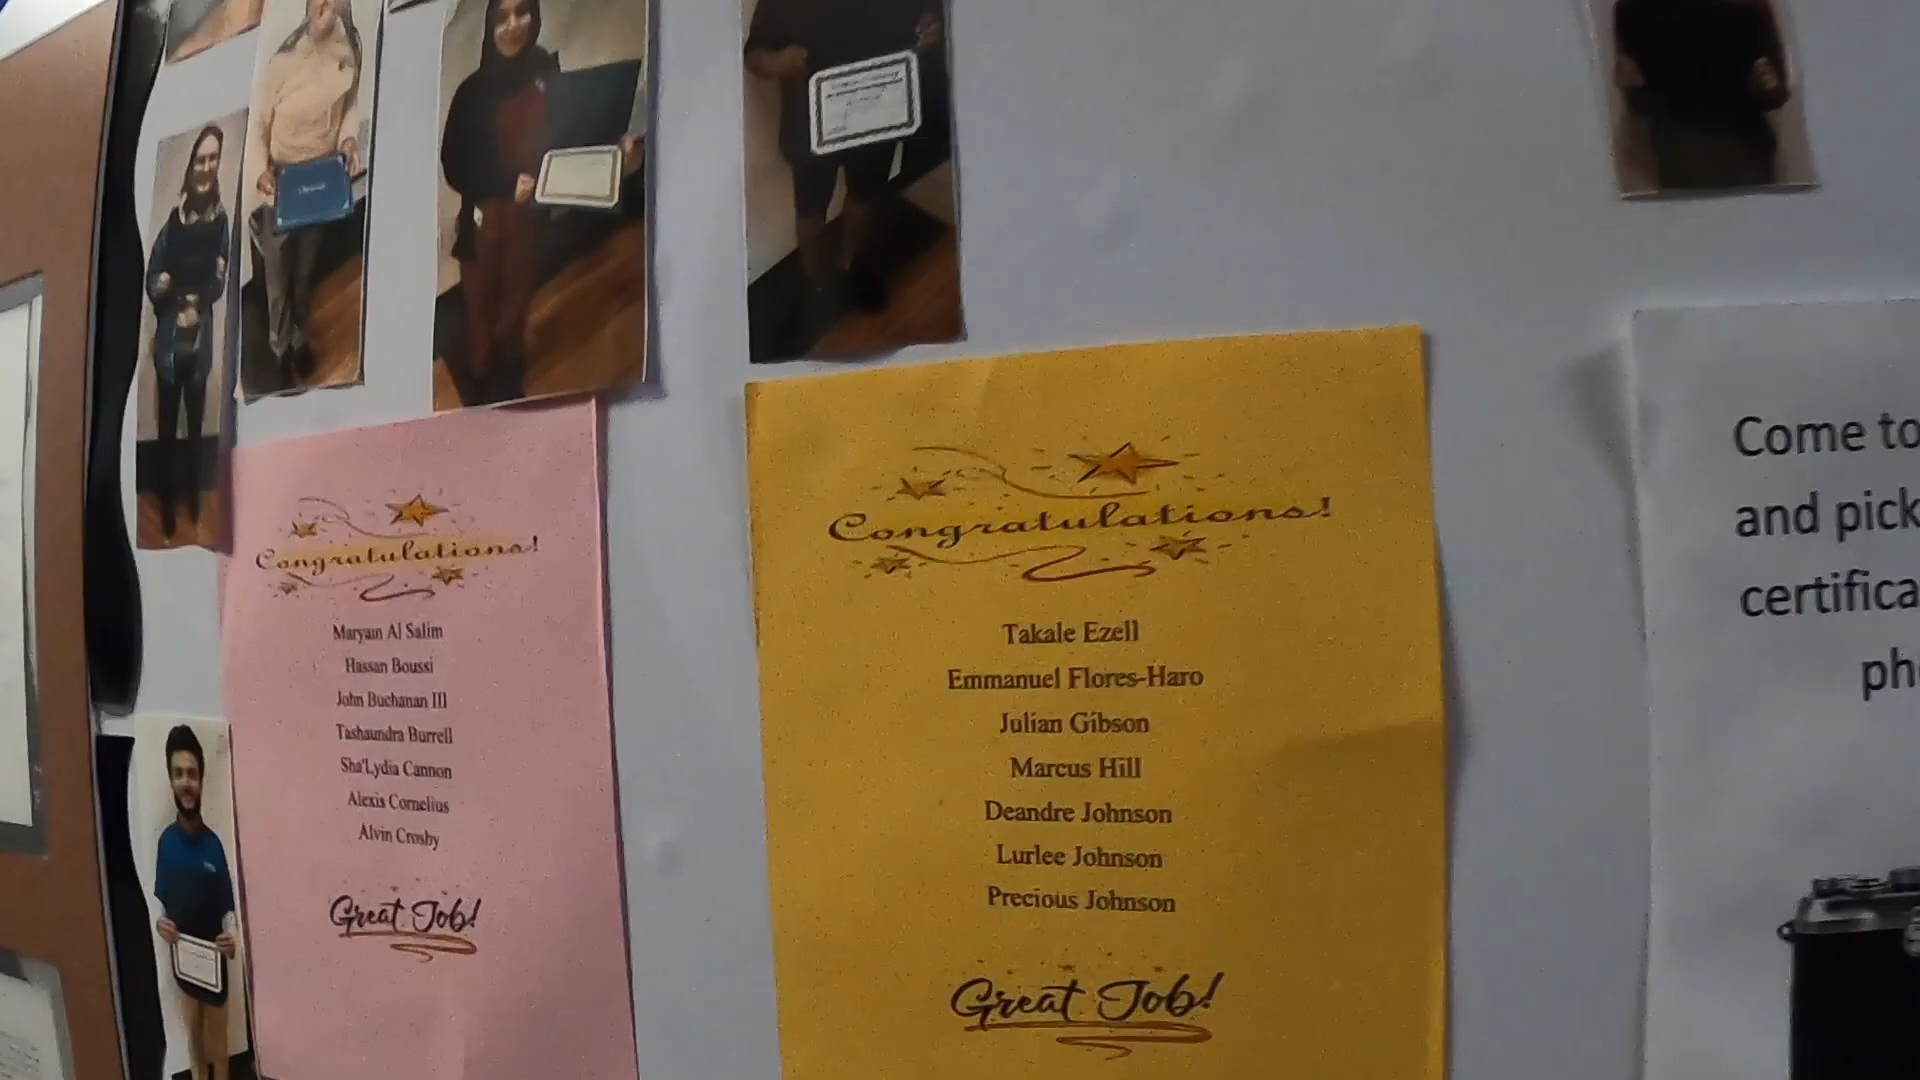 Congratulations!
Maryam Al Salim
Hassan Boussi
John Buchanan III
Tashaundra Burrell
Sha'Lydia Cannon
Alexis Cornelius
Alvin Crosby
Great Job!
Congratulations!
Takale Ezell
Emmanuel Flores-Haro
Julian Gibson
Marcus Hill
Deandre Johnson
Lurlee Johnson
Precious Johnson
Great Job!
Come to
and pick
certifica
pho